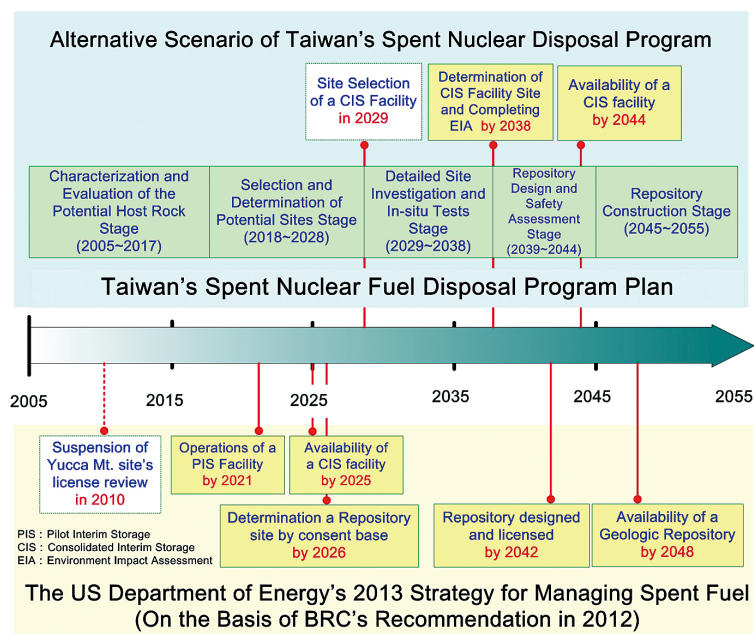 Alternative Scenario of Taiwan's Spent Nuclear Disposal Program
Site Selection
of a CIS Facility
in 2029
Determination of
CIS Facility Site
and Completing
EIA by 2038
Availability of a
CIS facility
by 2044
Characterization and
Evaluation of the
Potential Host Rock
Stage
(2005~2017)
Selection and
Determination of
Potential Sites Stage
(2018~2028)
Detailed Site
Investigation and
In-situ Tests
Stage
(2029~2038)
Repository
Design and
Safety
Assessment
Stage
(2039~2044)
Repository
Construction Stage
(2045~2055)
Taiwan's Spent Nuclear Fuel Disposal Program Plan
2005
2015
2025
2035
2045
2055
Suspension of
Yucca Mt. site's
license review
in 2010
Operations of a
PIS Facility
by 2021
Availability of
a CIS facility
by 2025
Determination a Repository
site by consent base
by 2026
Repository designed
and licensed
by 2042
Availability of a
Geologic Repository
by 2048
PIS : Pilot Interim Storage
CIS : Consolidated Interim Storage
EIA : Environment Impact Assessment
The US Department of Energy's 2013 Strategy for Managing Spent Fuel
(On the Basis of BRC's Recommendation in 2012)